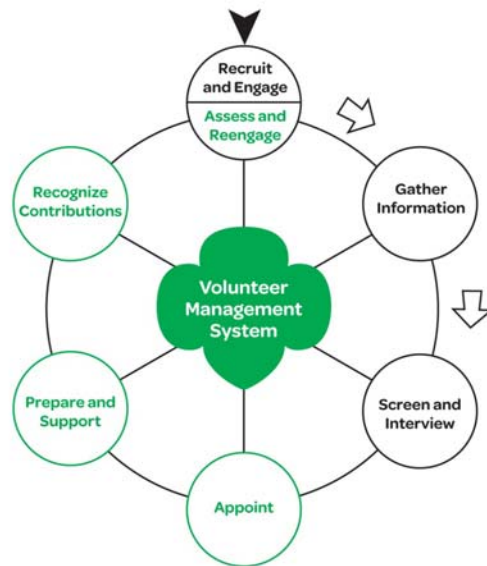 Recruit
and Engage
Assess and
Reengage
Gather
Information
Screen and
Interview
Appoint
Prepare and
Support
Recognize
Contributions
Volunteer
Management
System